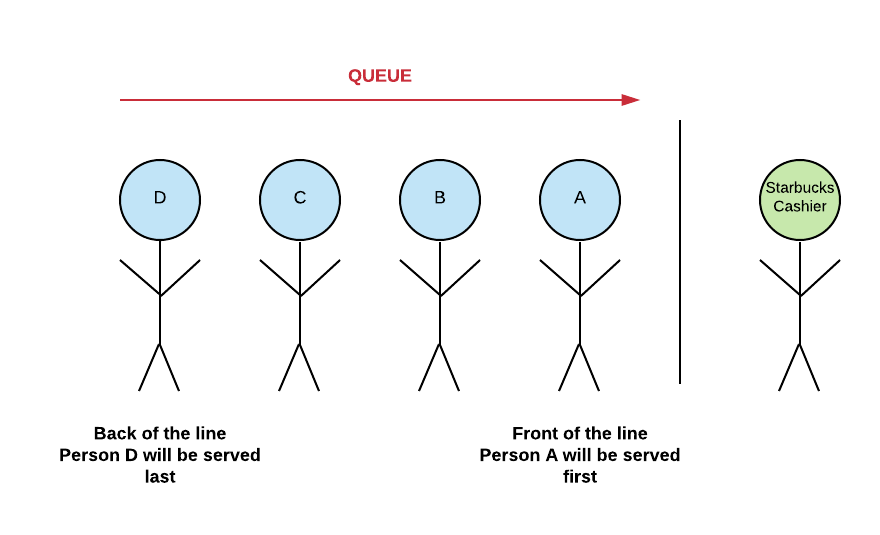 QUEUE
D
C
B
A
Starbucks
Cashier
Back of the line
Person D will be served
last
Front of the line
Person A will be served
first